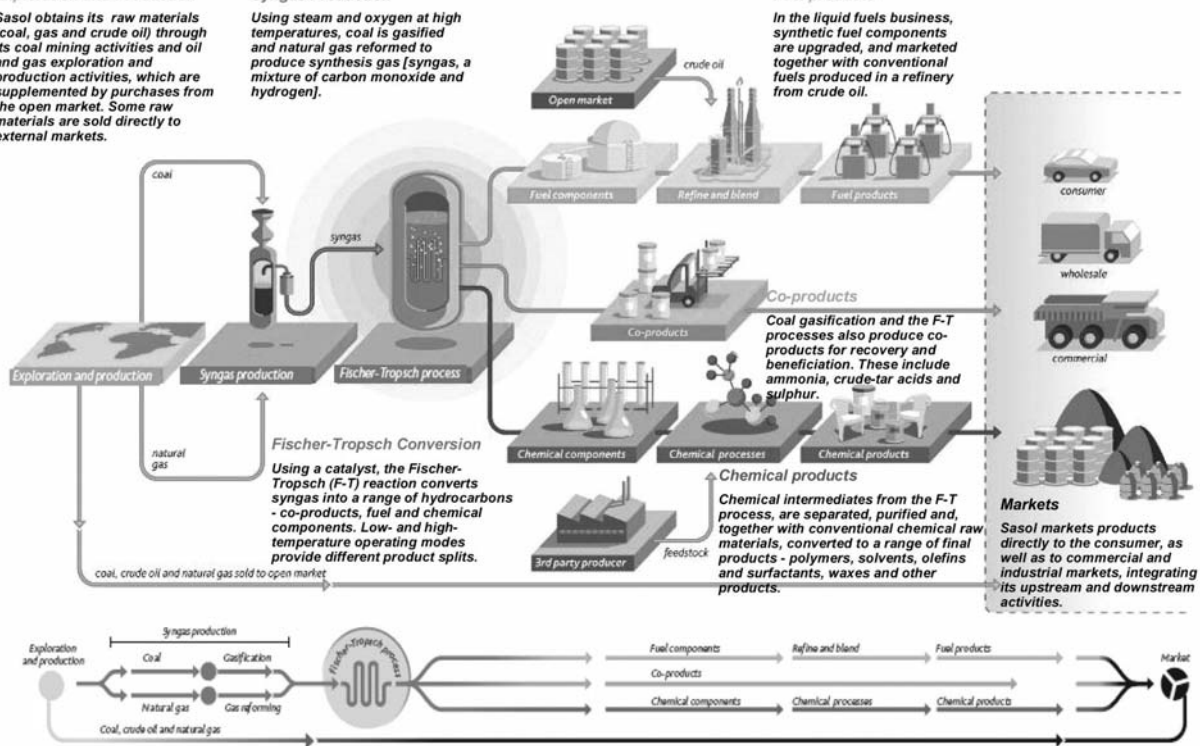 Sasol obtains its raw materials
(coal, gas and crude oil) through
its coal mining activities and oil
and gas exploration and
production activities, which are
supplemented by purchases from
the open market. Some raw
materials are sold directly to
external markets.
Using steam and oxygen at high
temperatures, coal is gasified
and natural gas reformed to
produce synthesis gas [syngas, a
mixture of carbon monoxide and
hydrogen].
In the liquid fuels business,
synthetic fuel components
are upgraded, and marketed
together with conventional
fuels produced in a refinery
from crude oil.
crude oil
Open market
coal
syngas
Fuel components
Refine and blend
Fuel products
consumer
wholesale
commercial
Co-products
Co-products
Coal gasification and the F-T
processes also produce co-
products for recovery and
beneficiation. These include
ammonia, crude-tar acids and
sulphur.
Exploration and production
Syngas production
Fischer-Tropsch process
natural
gas
Fischer-Tropsch Conversion
Using a catalyst, the Fischer-
Tropsch (F-T) reaction converts
syngas into a range of hydrocarbons
- co-products, fuel and chemical
components. Low- and high-
temperature operating modes
provide different product splits.
Chemical components
Chemical processes
Chemical products
3rd party producer
feedstock
Chemical products
Chemical intermediates from the F-T
process, are separated, purified and,
together with conventional chemical raw
materials, converted to a range of final
products - polymers, solvents, olefins
and surfactants, waxes and other
products.
Markets
Sasol markets products
directly to the consumer, as
well as to commercial and
industrial markets, integrating
its upstream and downstream
activities.
coal, crude oil and natural gas sold to open market
Syngas production
Exploration
and production
Coal
Gasification
Natural gas
Gas reforming
Fischer-Tropsch process
Fuel components
Refine and blend
Fuel products
Co-products
Chemical components
Chemical processes
Chemical products
Market
Coal, crude oil and natural gas